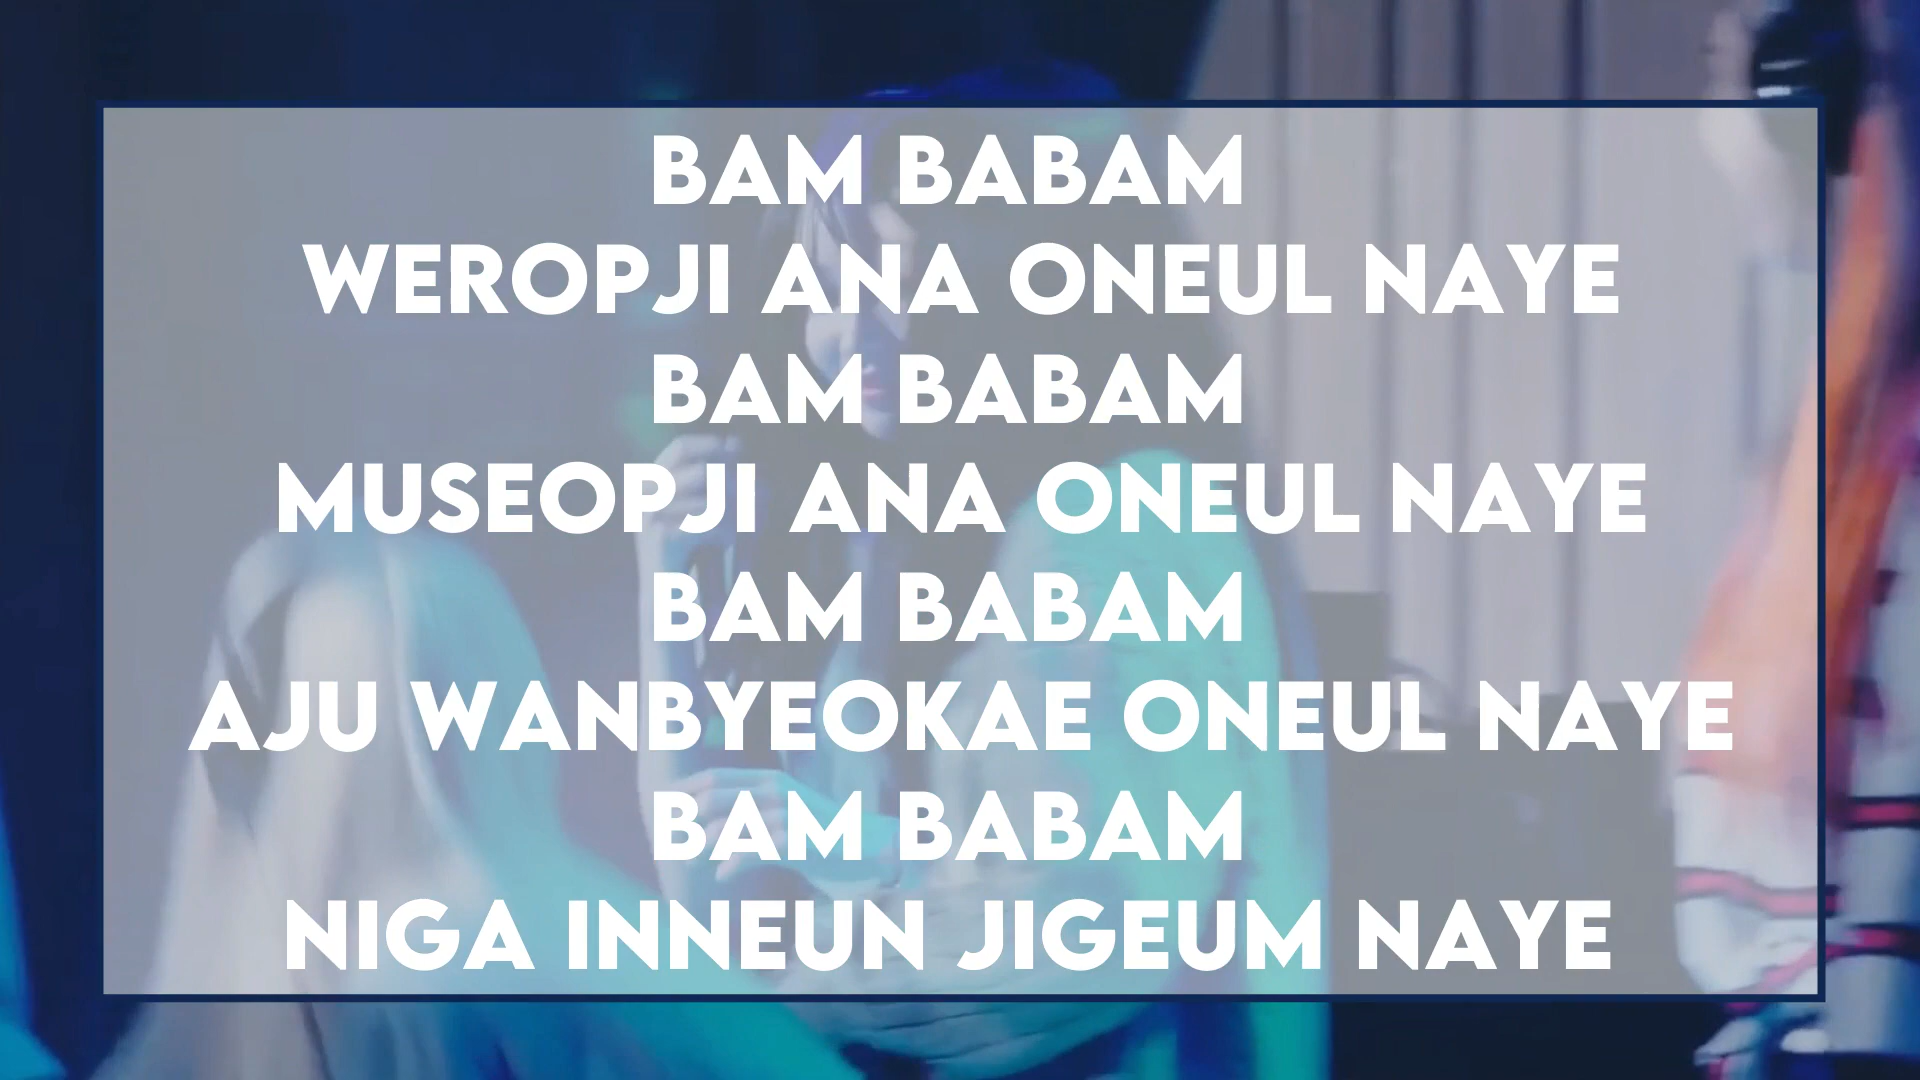 BAM BABAM
WEROPJI ANA ONEUL NAYE
BAM BABAM
MUSEOPJI ANA ONEUL NAYE
BAM BABAM
AJU WANBYEOKAE ONEUL NAYE
BAM BABAM
NIGA INNEUN JIGEUM NAYE